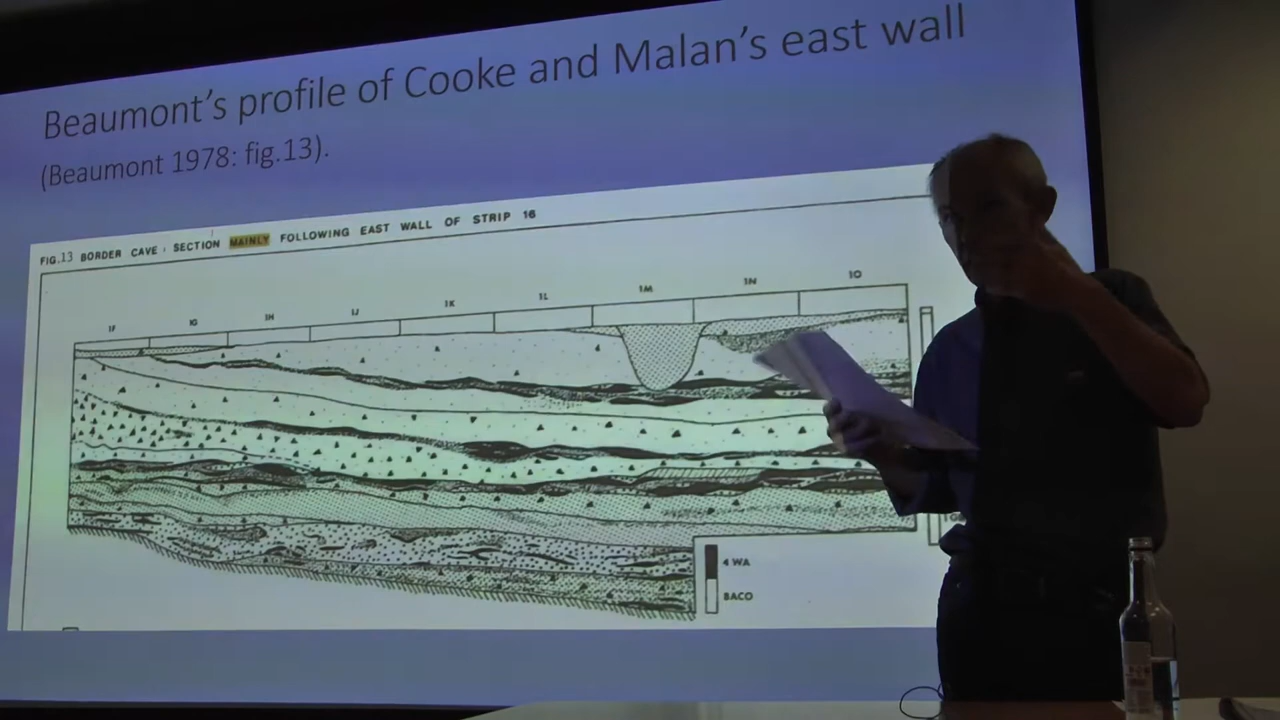 Beaumont's profile of Cooke and Malan's east wall
(Beaumont 1978: fig.13).
FIG.13 BORDER CAVE : SECTION MAINLY FOLLOWING EAST WALL OF STRIP 16
1F 1G 1H 1J 1K 1L 1M 1N 1O
4 WA
BACO